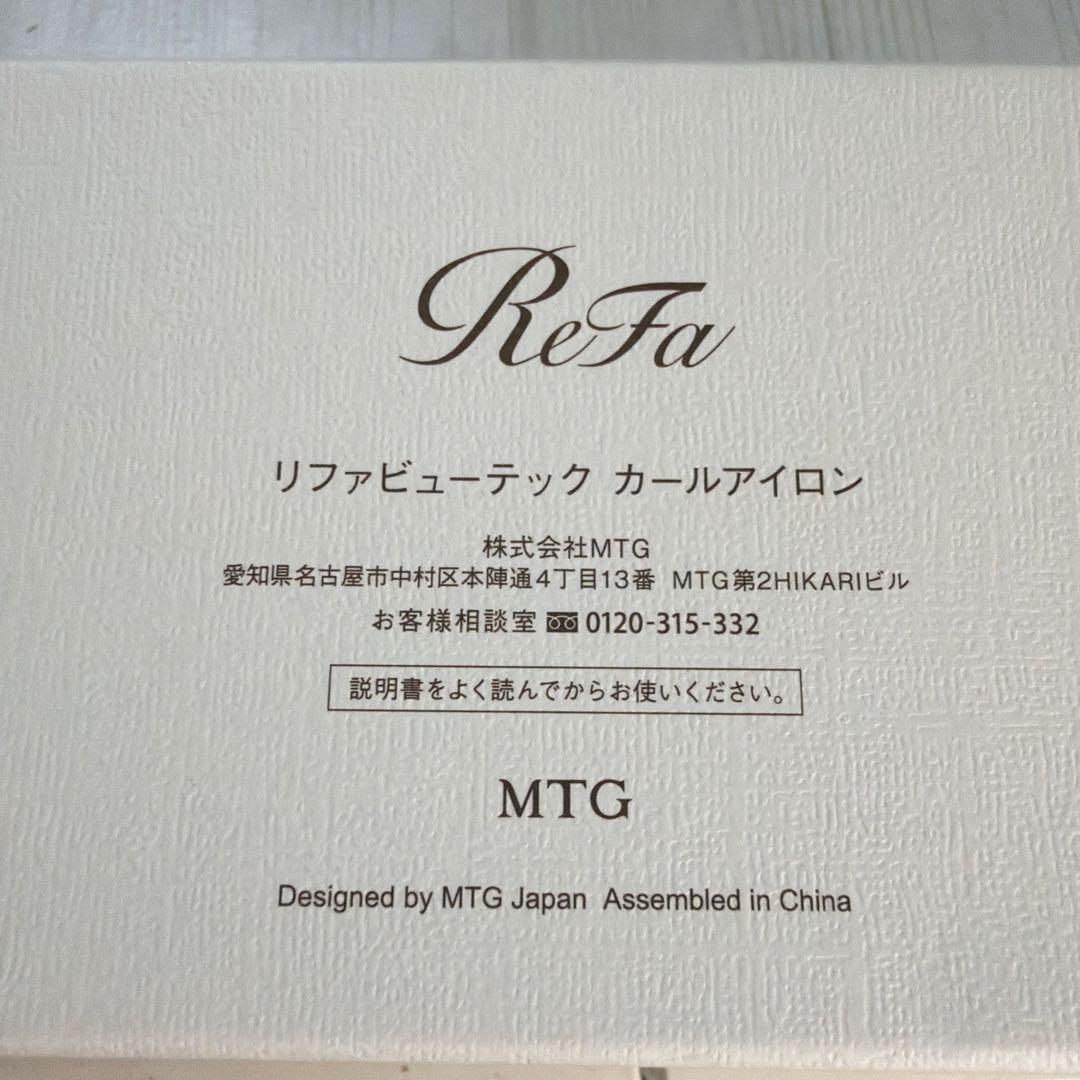 ReFa
リファビューテック カールアイロン
株式会社MTG
愛知県名古屋市中村区本陣通4丁目13番 MTG第2HIKARIビル
お客様相談室 0120-315-332
説明書をよく読んでからお使いください。
MTG
Designed by MTG Japan Assembled in China